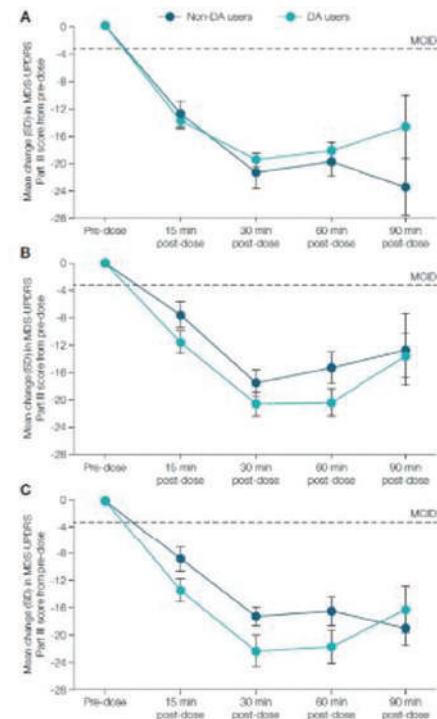 Non-DA users DA users
A
Mean change (SD) in MDS-UPDRS
Part III score from pre-dose
0
-4
-8
-12
-16
-20
-24
-28
MCID
Pre-dose
15 min
post-dose
30 min
post-dose
60 min
post-dose
90 min
post-dose
B
Mean change (SD) in MDS-UPDRS
Part III score from pre-dose
0
-4
-8
-12
-16
-20
-24
-28
MCID
Pre-dose
15 min
post-dose
30 min
post-dose
60 min
post-dose
90 min
post-dose
C
Mean change (SD) in MDS-UPDRS
Part III score from pre-dose
0
-4
-8
-12
-16
-20
-24
-28
MCID
Pre-dose
15 min
post-dose
30 min
post-dose
60 min
post-dose
90 min
post-dose